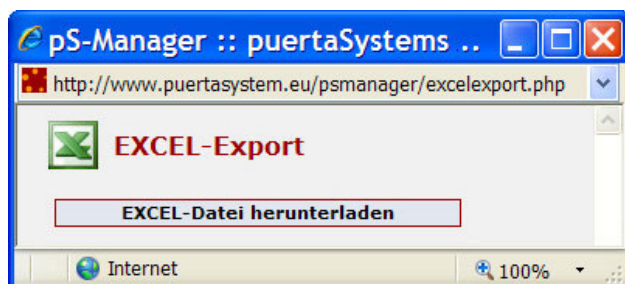 pS-Manager :: puertaSystems ..
http://www.puertasystem.eu/psmanager/excelexport.php
EXCEL-Export
EXCEL-Datei herunterladen
Internet
100%